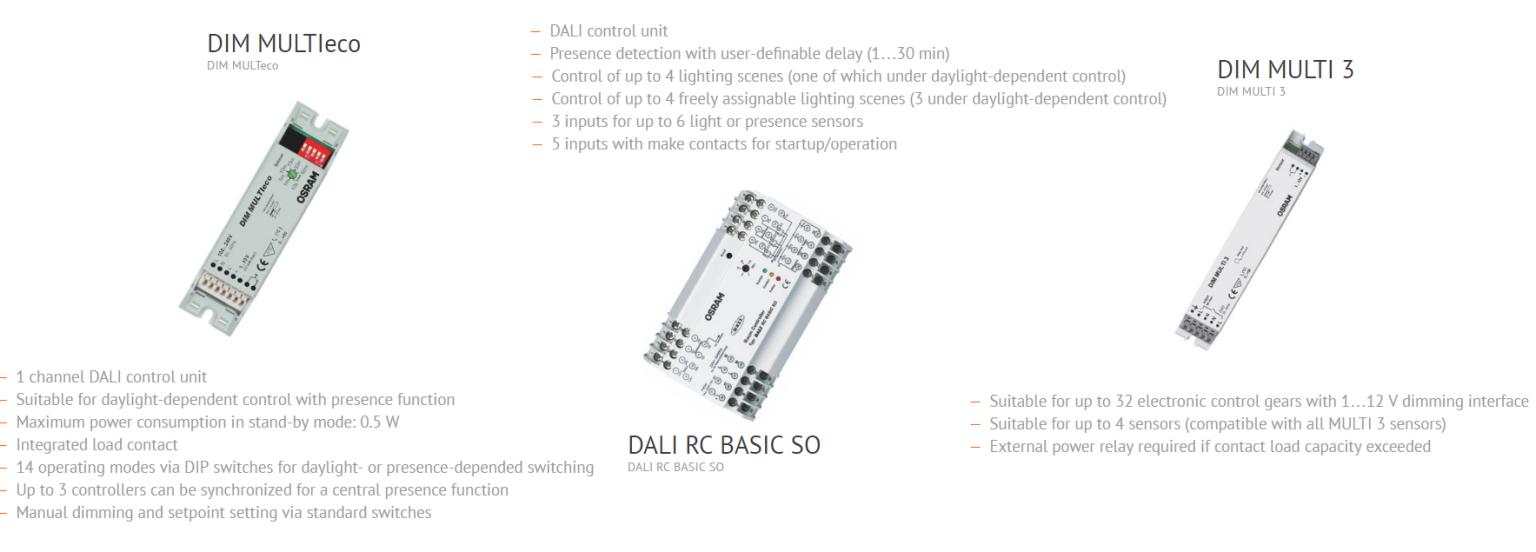 DIM MULTIeco
DIM MULTeco
OSRAM
DIM MULTIeco
– 1 channel DALI control unit
– Suitable for daylight-dependent control with presence function
– Maximum power consumption in stand-by mode: 0.5 W
– Integrated load contact
– 14 operating modes via DIP switches for daylight- or presence-depended switching
– Up to 3 controllers can be synchronized for a central presence function
– Manual dimming and setpoint setting via standard switches
– DALI control unit
– Presence detection with user-definable delay (1…30 min)
– Control of up to 4 lighting scenes (one of which under daylight-dependent control)
– Control of up to 4 freely assignable lighting scenes (3 under daylight-dependent control)
– 3 inputs for up to 6 light or presence sensors
– 5 inputs with make contacts for startup/operation
OSRAM
DALI
Room Controller
Typ: BASIC RC BASIC SO
DALI RC BASIC SO
DALI RC BASIC SO
DIM MULTI 3
DIM MULTI 3
OSRAM
DIM MULTI 3
– Suitable for up to 32 electronic control gears with 1…12 V dimming interface
– Suitable for up to 4 sensors (compatible with all MULTI 3 sensors)
– External power relay required if contact load capacity exceeded